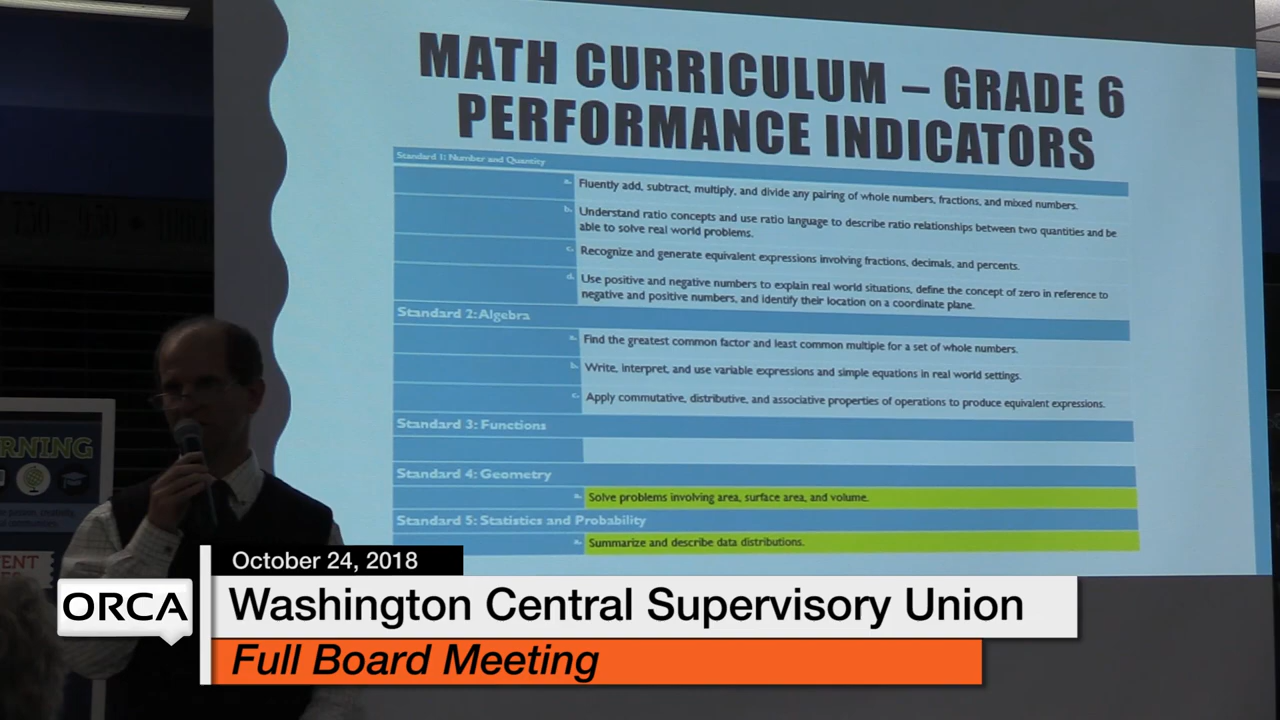 MATH CURRICULUM – GRADE 6
PERFORMANCE INDICATORS
Standard 1: Number and Quantity
a. Fluently add, subtract, multiply, and divide any pairing of whole numbers, fractions, and mixed numbers.
b. Understand ratio concepts and use ratio language to describe ratio relationships between two quantities and be
able to solve real world problems.
c. Recognize and generate equivalent expressions involving fractions, decimals, and percents.
d. Use positive and negative numbers to explain real world situations, define the concept of zero in reference to
negative and positive numbers, and identify their location on a coordinate plane.
Standard 2: Algebra
a. Find the greatest common factor and least common multiple for a set of whole numbers.
b. Write, interpret, and use variable expressions and simple equations in real world settings.
c. Apply commutative, distributive, and associative properties of operations to produce equivalent expressions.
Standard 3: Functions
Standard 4: Geometry
a. Solve problems involving area, surface area, and volume.
Standard 5: Statistics and Probability
a. Summarize and describe data distributions.
RNING
ENT
October 24, 2018
ORCA
Washington Central Supervisory Union
Full Board Meeting